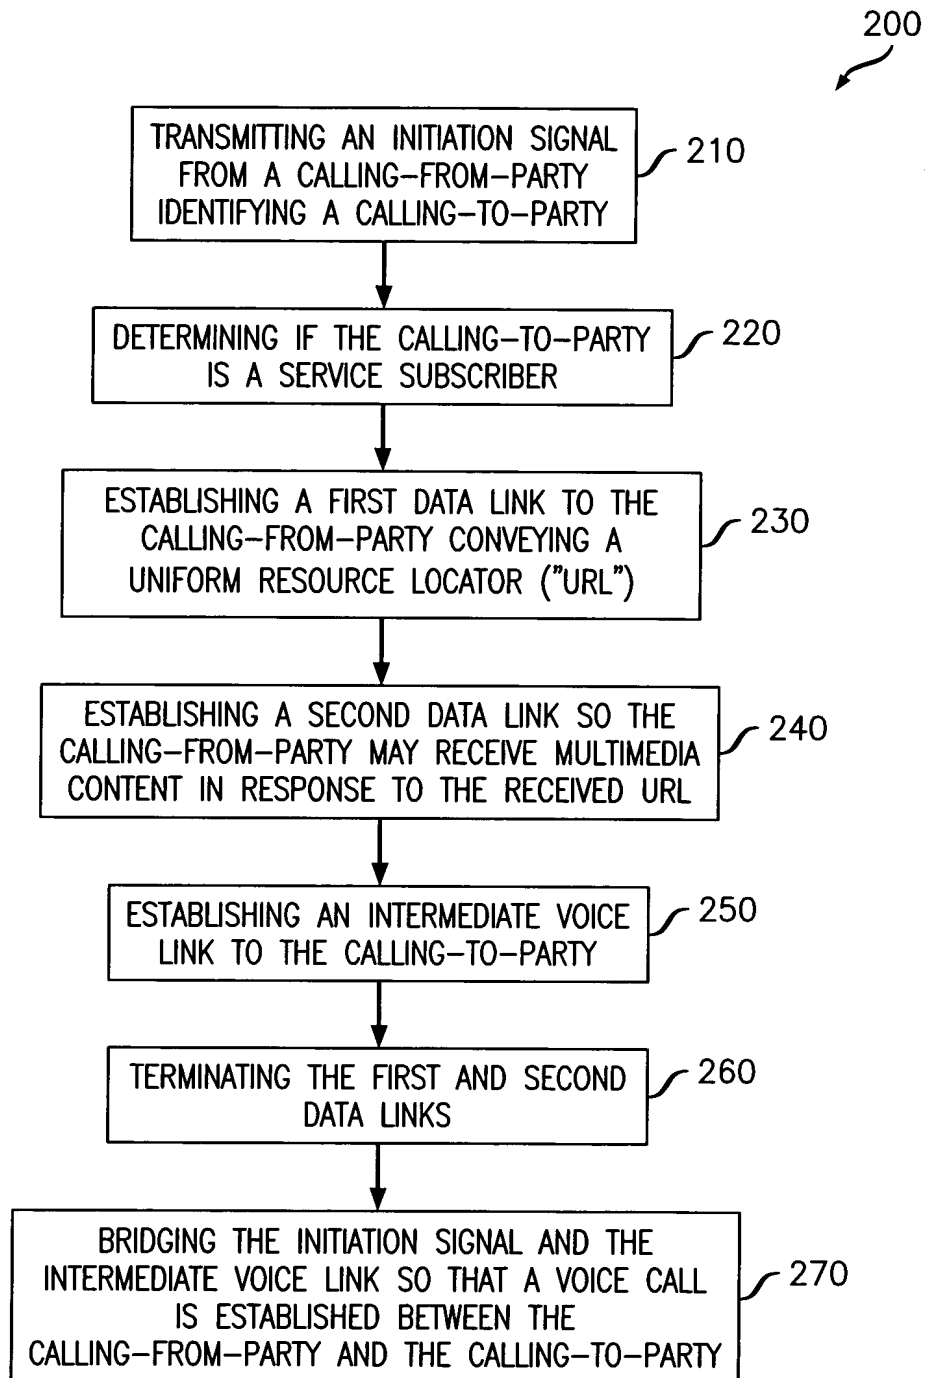 200
TRANSMITTING AN INITIATION SIGNAL
FROM A CALLING-FROM-PARTY
IDENTIFYING A CALLING-TO-PARTY
210
DETERMINING IF THE CALLING-TO-PARTY
IS A SERVICE SUBSCRIBER
220
ESTABLISHING A FIRST DATA LINK TO THE
CALLING-FROM-PARTY CONVEYING A
UNIFORM RESOURCE LOCATOR ("URL")
230
ESTABLISHING A SECOND DATA LINK SO THE
CALLING-FROM-PARTY MAY RECEIVE MULTIMEDIA
CONTENT IN RESPONSE TO THE RECEIVED URL
240
ESTABLISHING AN INTERMEDIATE VOICE
LINK TO THE CALLING-TO-PARTY
250
TERMINATING THE FIRST AND SECOND
DATA LINKS
260
BRIDGING THE INITIATION SIGNAL AND THE
INTERMEDIATE VOICE LINK SO THAT A VOICE CALL
IS ESTABLISHED BETWEEN THE
CALLING-FROM-PARTY AND THE CALLING-TO-PARTY
270